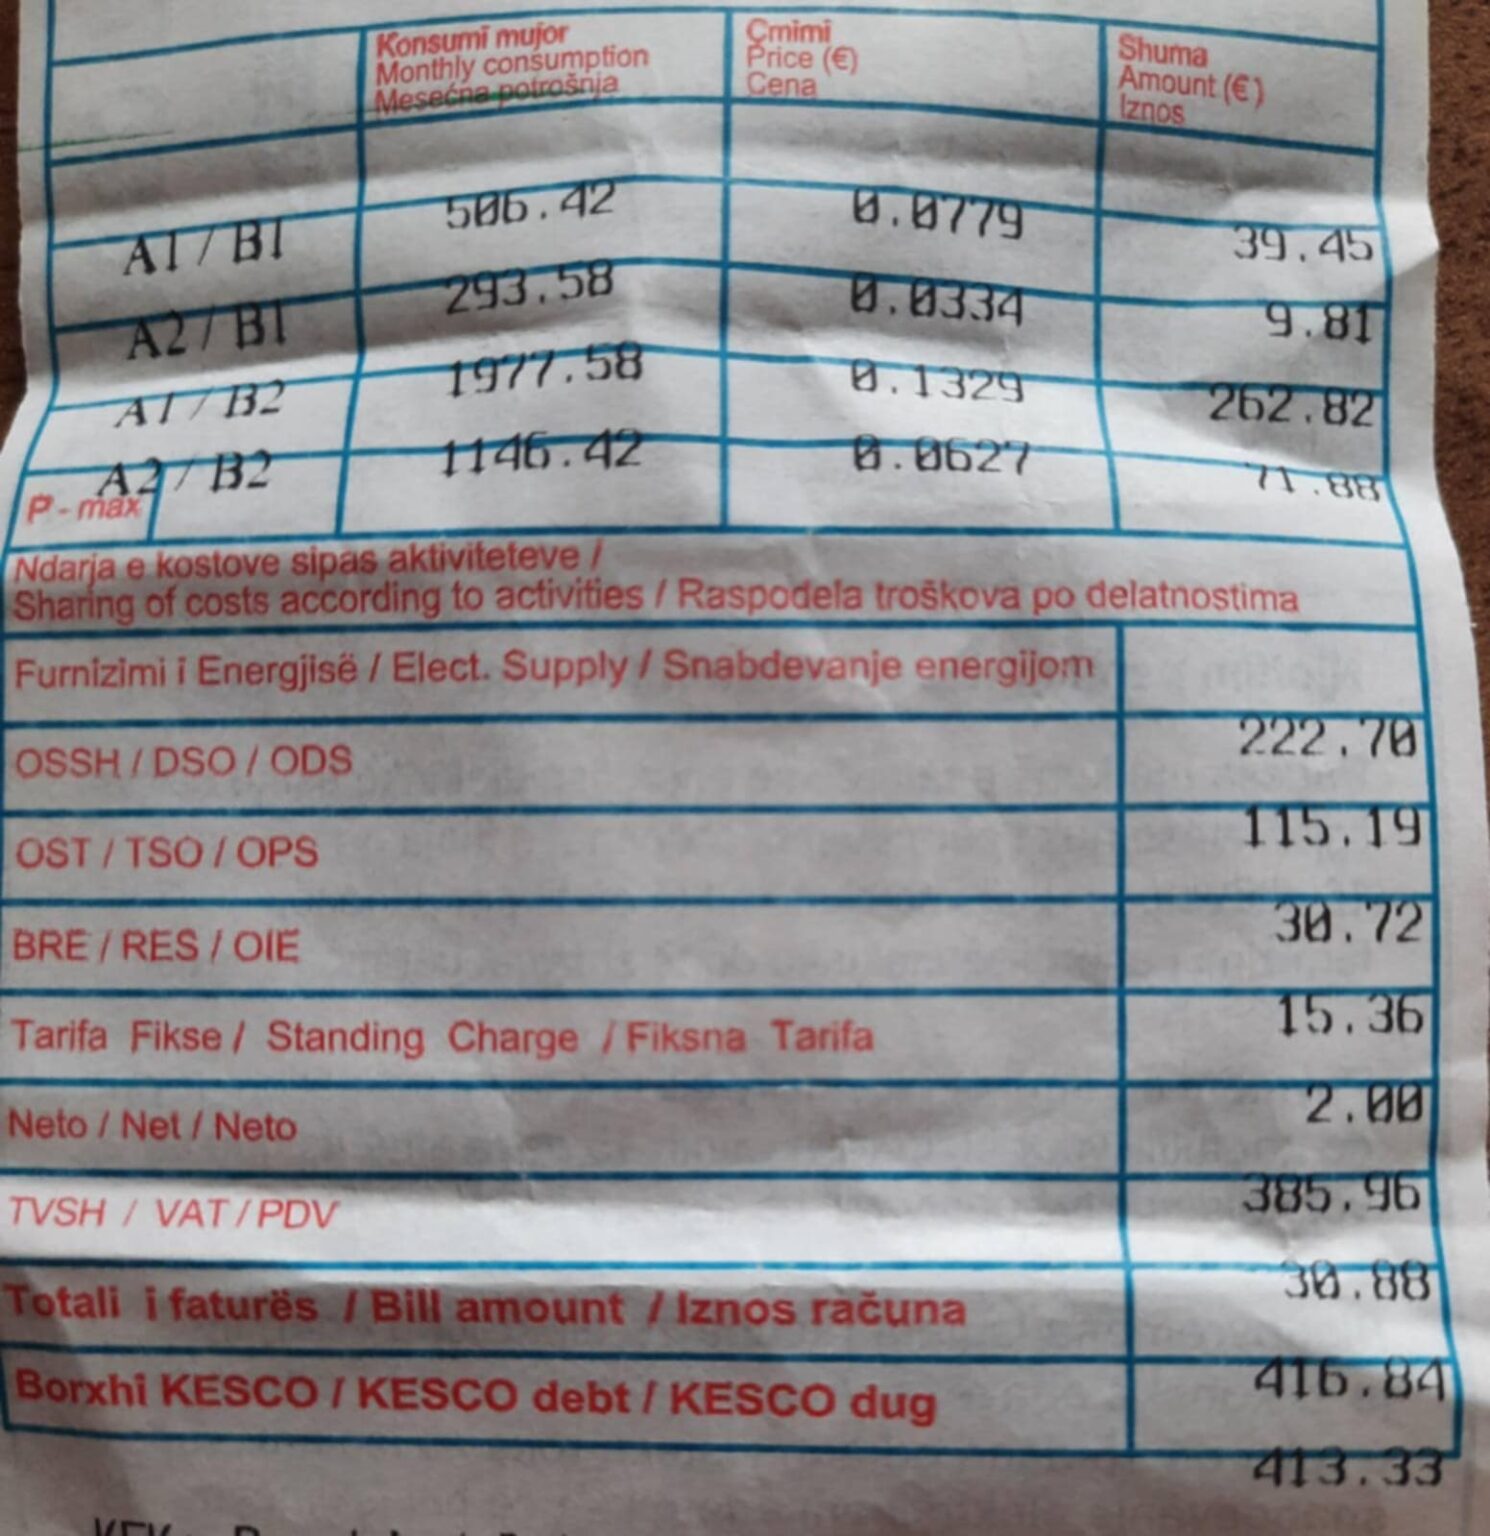 Konsumi mujor
Monthly consumption
Mesećna potrošnja
Çmimi
Price (€)
Cena
Shuma
Amount (€)
Iznos
A1 / B1 506.42 0.0779 39.45
A2 / B1 293.58 0.0334 9.81
A1 / B2 1977.58 0.1329 262.82
A2 / B2 1146.42 0.0627 71.88
P - max
Ndarja e kostove sipas aktiviteteve /
Sharing of costs according to activities / Raspodela troškova po delatnostima
Furnizimi i Energjisë / Elect. Supply / Snabdevanje energijom 222.70
OSSH / DSO / ODS 115.19
OST / TSO / OPS 30.72
BRE / RES / OIE 15.36
Tarifa Fikse / Standing Charge / Fiksna Tarifa 2.00
Neto / Net / Neto 385.96
TVSH / VAT / PDV 30.88
Totali i faturës / Bill amount / Iznos računa 416.84
Borxhi KESCO / KESCO debt / KESCO dug 413.33